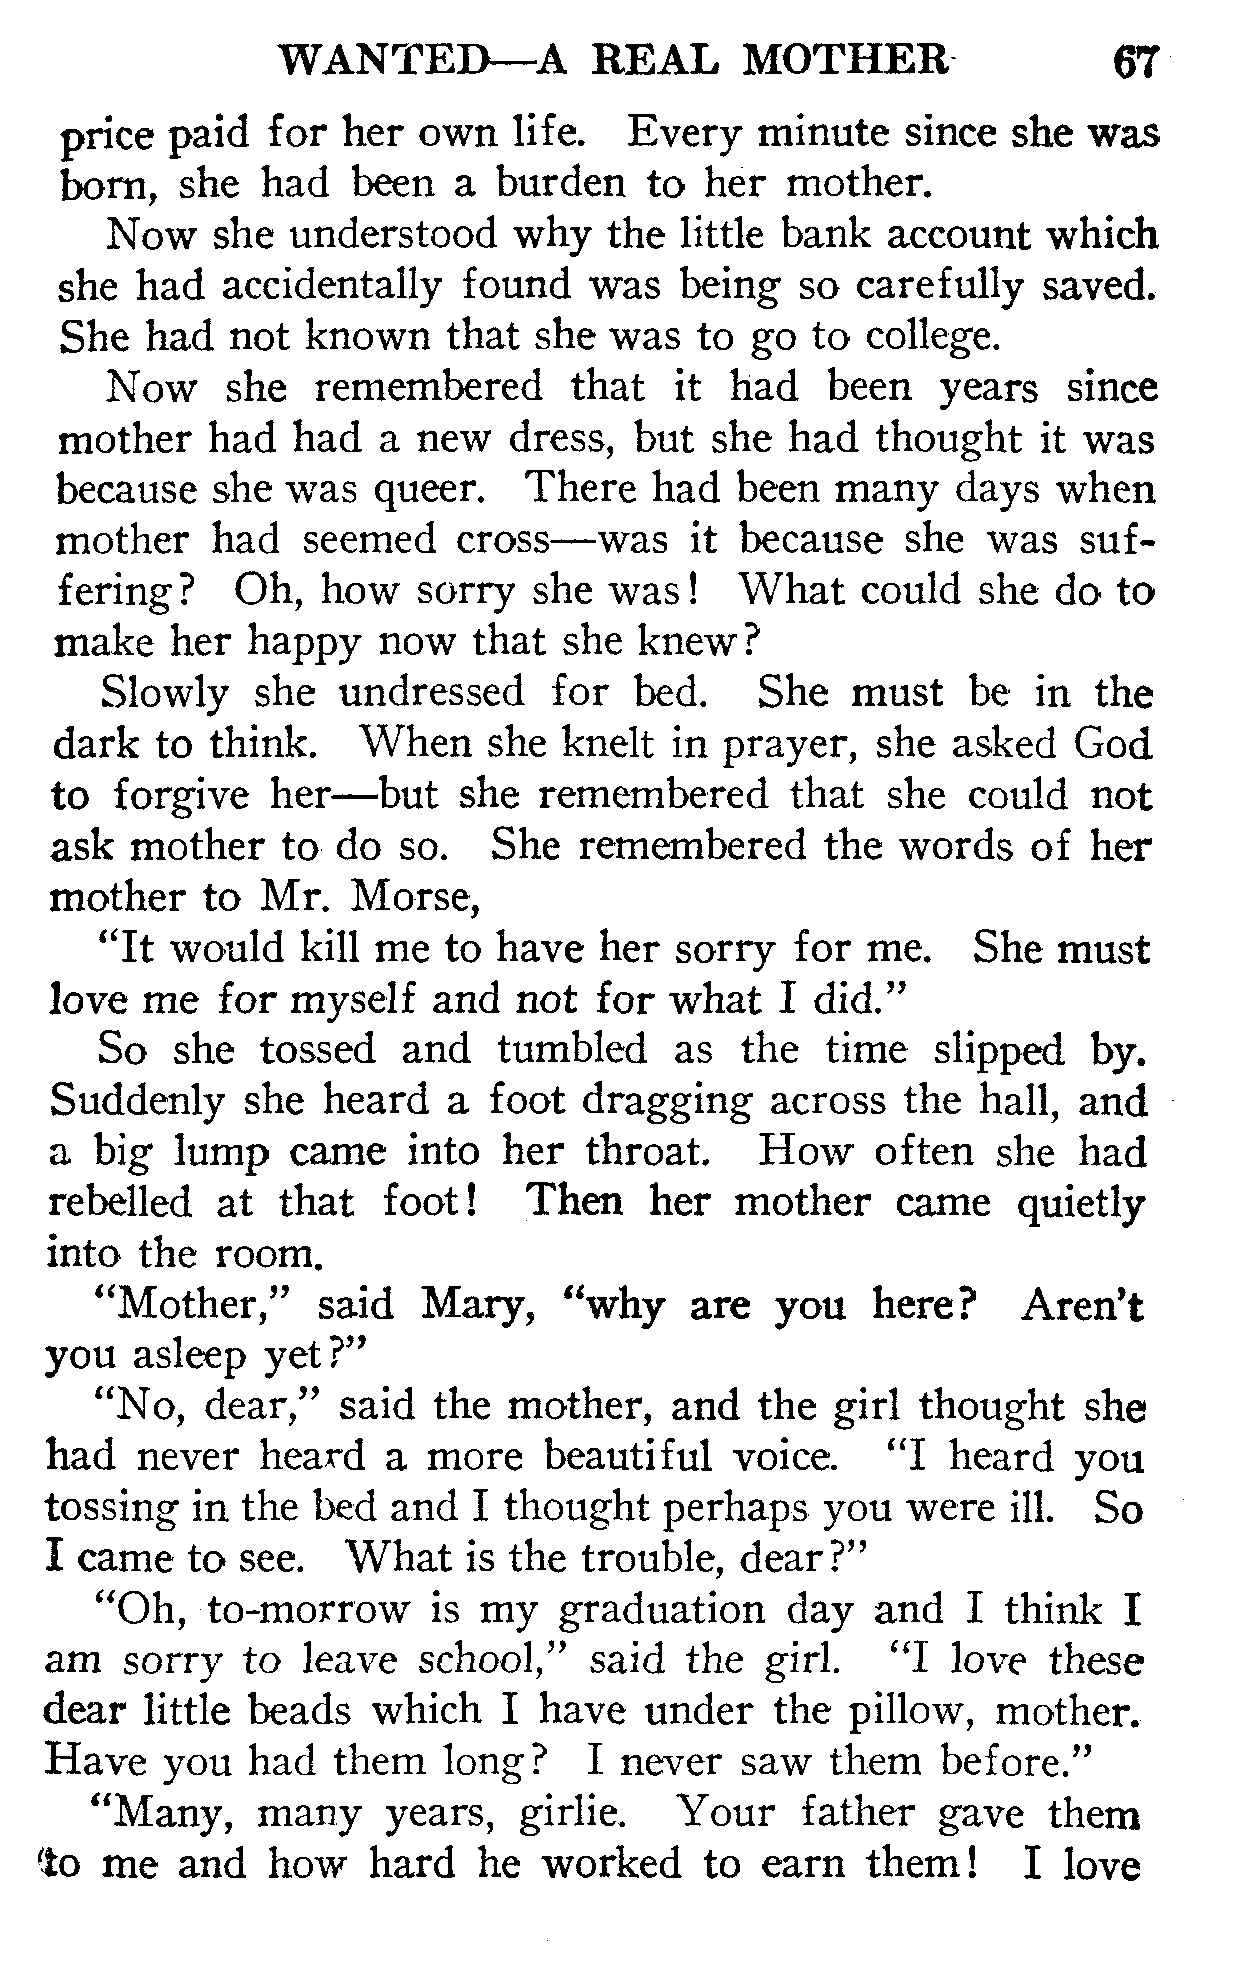 WANTED—A REAL MOTHER 67
price paid for her own life. Every minute since she was
born, she had been a burden to her mother.
Now she understood why the little bank account which
she had accidentally found was being so carefully saved.
She had not known that she was to go to college.
Now she remembered that it had been years since
mother had had a new dress, but she had thought it was
because she was queer. There had been many days when
mother had seemed cross—was it because she was suf-
fering? Oh, how sorry she was! What could she do to
make her happy now that she knew?
Slowly she undressed for bed. She must be in the
dark to think. When she knelt in prayer, she asked God
to forgive her—but she remembered that she could not
ask mother to do so. She remembered the words of her
mother to Mr. Morse,
"It would kill me to have her sorry for me. She must
love me for myself and not for what I did."
So she tossed and tumbled as the time slipped by.
Suddenly she heard a foot dragging across the hall, and
a big lump came into her throat. How often she had
rebelled at that foot! Then her mother came quietly
into the room.
"Mother," said Mary, "why are you here? Aren't
you asleep yet?"
"No, dear," said the mother, and the girl thought she
had never heard a more beautiful voice. "I heard you
tossing in the bed and I thought perhaps you were ill. So
I came to see. What is the trouble, dear?"
"Oh, to-morrow is my graduation day and I think I
am sorry to leave school," said the girl. "I love these
dear little beads which I have under the pillow, mother.
Have you had them long? I never saw them before."
"Many, many years, girlie. Your father gave them
to me and how hard he worked to earn them! I love